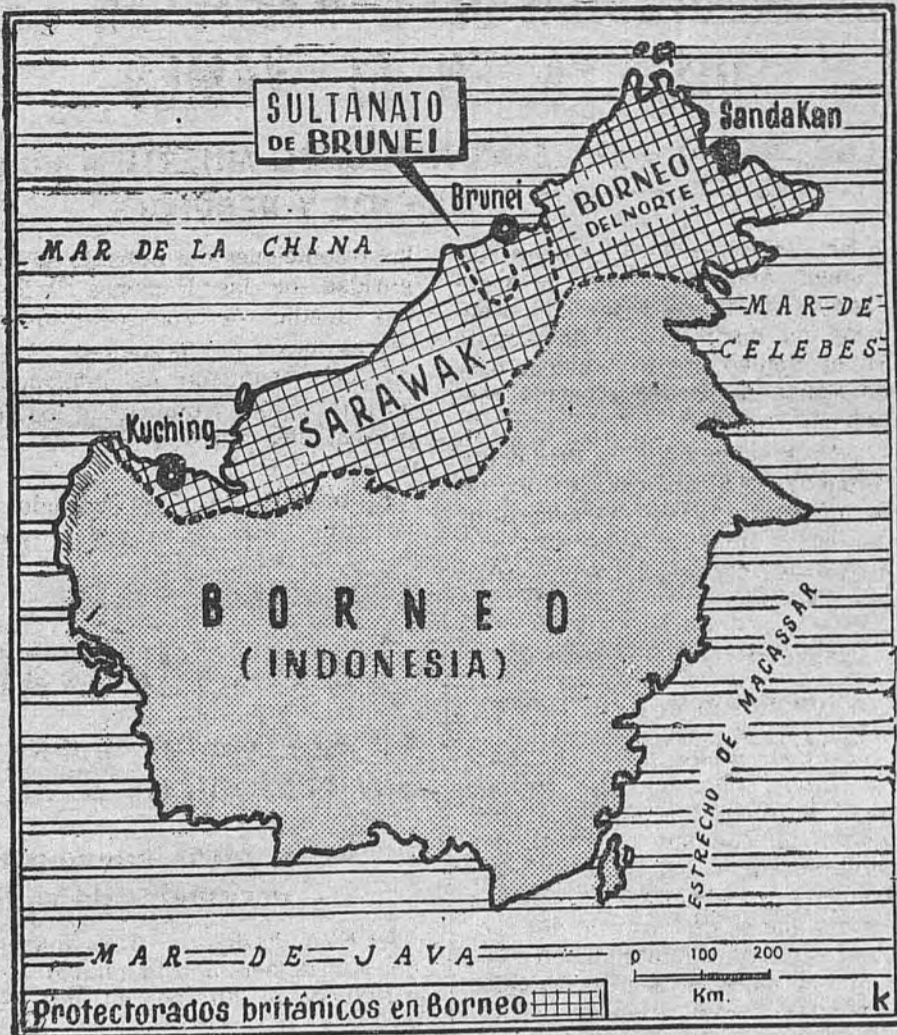 SULTANATO
DE BRUNEI
SandaKan
Brunei
BORNEO
DEL NORTE
MAR DE LA CHINA
MAR DE
CELEBES
SARAWAK
Kuching
BORNEO
(INDONESIA)
ESTRECHO DE MACASSAR
MAR DE JAVA
0 100 200
Km.
Protectorados británicos en Borneo
k